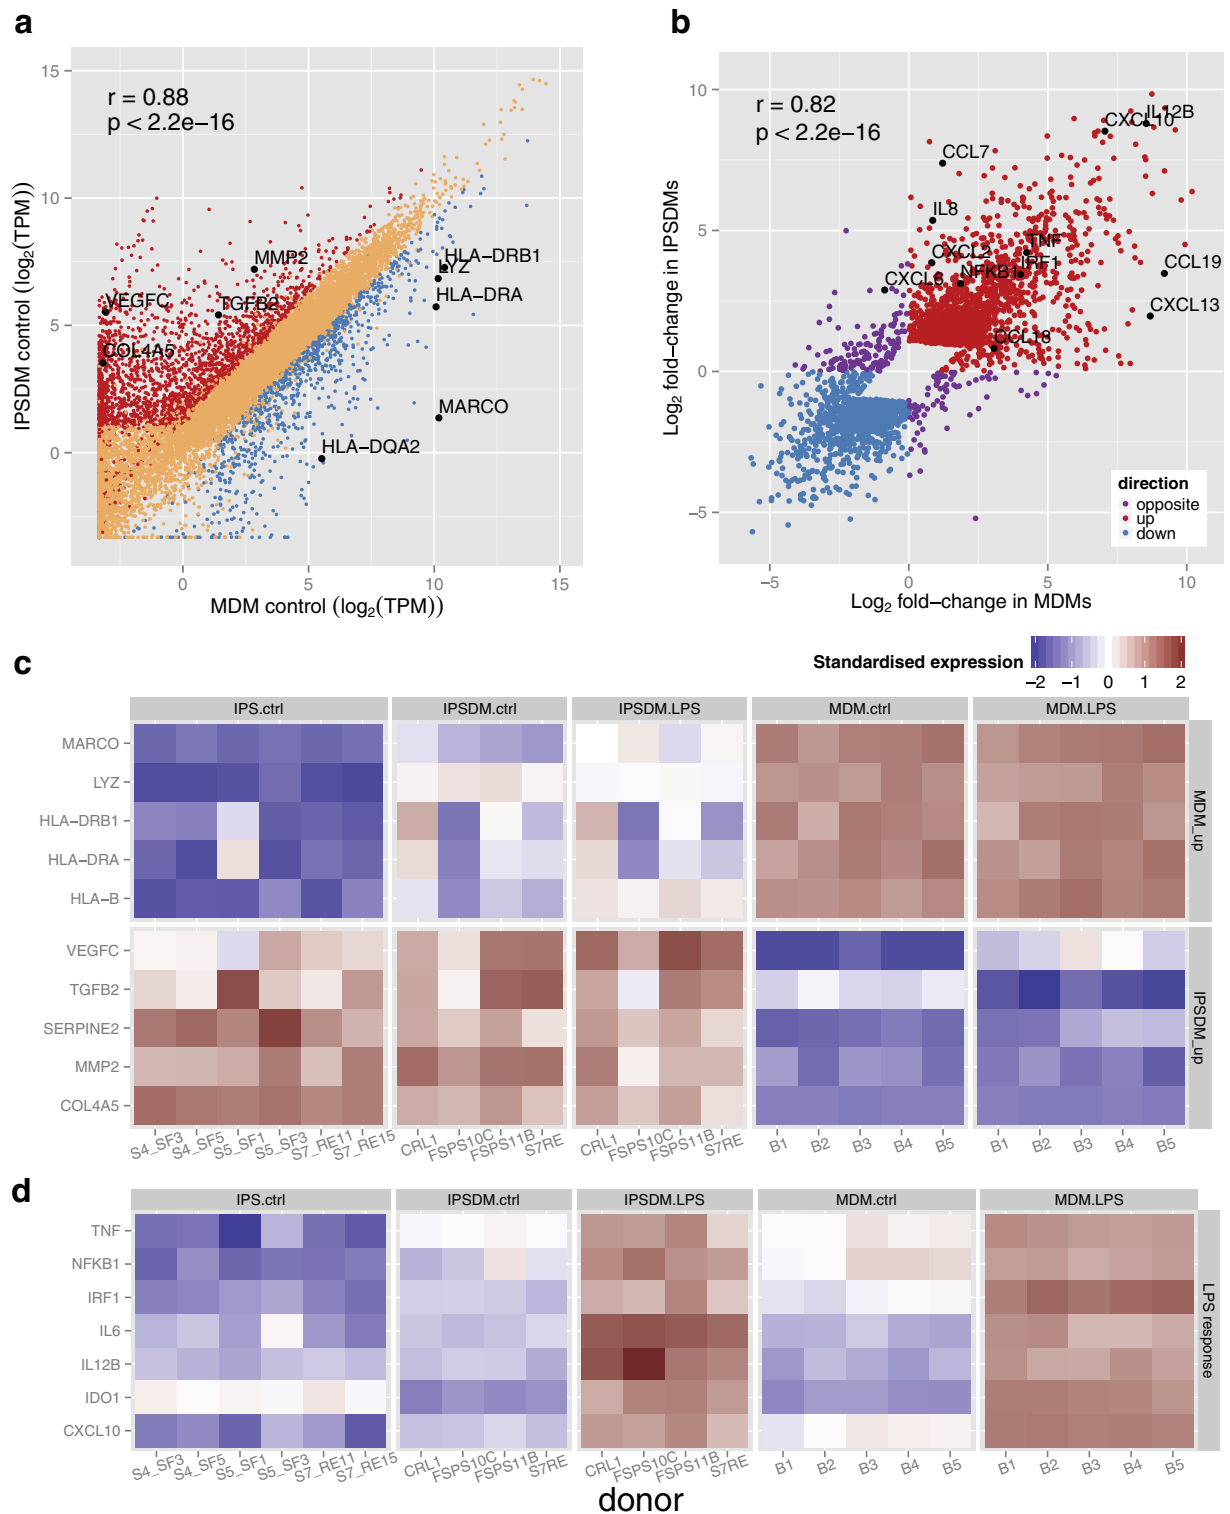 a
15
10
5
0
r = 0.88
p < 2.2e−16
MMP2
VEGFC
TGFB2
COL4A5
HLA−DRB1
LYZ
HLA−DRA
MARCO
HLA−DQA2
0
5
10
15
IPSDM control (log2(TPM))
MDM control (log2(TPM))
b
10
5
0
−5
r = 0.82
p < 2.2e−16
IL12B
CXCL10
CCL7
IL8
TNF
CXCL2
IRF1
NFKB1
CXCL6
CCL19
CXCL13
CCL18
direction
opposite
up
down
−5
0
5
10
Log2 fold−change in IPSDMs
Log2 fold−change in MDMs
c
Standardised expression
−2 −1 0 1 2
IPS.ctrl IPSDM.ctrl IPSDM.LPS MDM.ctrl MDM.LPS
MARCO
LYZ
HLA−DRB1
HLA−DRA
HLA−B
MDM_up
VEGFC
TGFB2
SERPINE2
MMP2
COL4A5
IPSDM_up
S4_SF3 S4_SF5 S5_SF1 S5_SF3 S7_RE11 S7_RE15 CRL1 FSPS10C FSPS11B S7RE CRL1 FSPS10C FSPS11B S7RE B1 B2 B3 B4 B5 B1 B2 B3 B4 B5
d
IPS.ctrl IPSDM.ctrl IPSDM.LPS MDM.ctrl MDM.LPS
TNF
NFKB1
IRF1
IL6
IL12B
IDO1
CXCL10
LPS response
S4_SF3 S4_SF5 S5_SF1 S5_SF3 S7_RE11 S7_RE15 CRL1 FSPS10C FSPS11B S7RE CRL1 FSPS10C FSPS11B S7RE B1 B2 B3 B4 B5 B1 B2 B3 B4 B5
donor